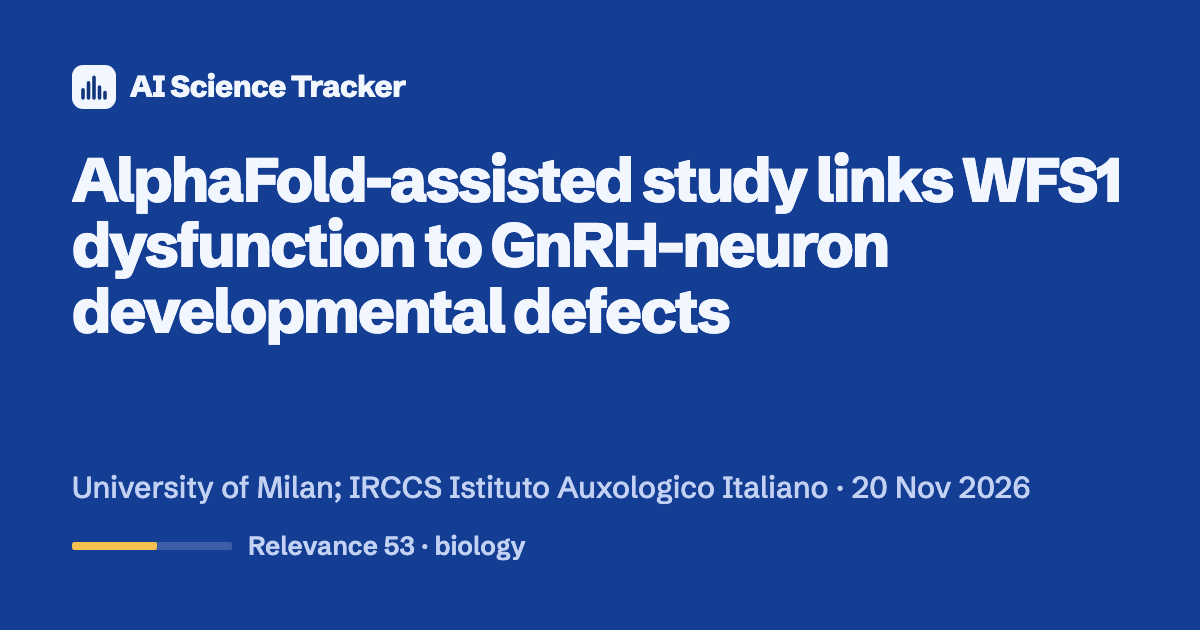 AI Science Tracker
AlphaFold-assisted study links WFS1
dysfunction to GnRH-neuron
developmental defects
University of Milan; IRCCS Istituto Auxologico Italiano · 20 Nov 2026
Relevance 53 · biology